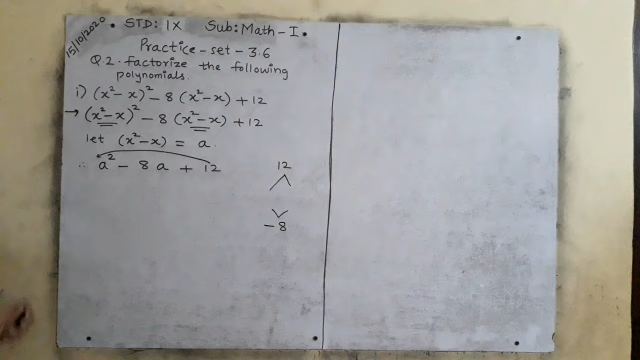 15/10/2020
STD: IX Sub: Math-I.
Practice-set-3.6
Q.2. factorize the following
polynomials.
i) (x²-x)² - 8 (x²-x) + 12
→ (x²-x)² - 8 (x²-x) + 12
let (x²-x) = a.
∴ a² - 8a + 12
12
-8